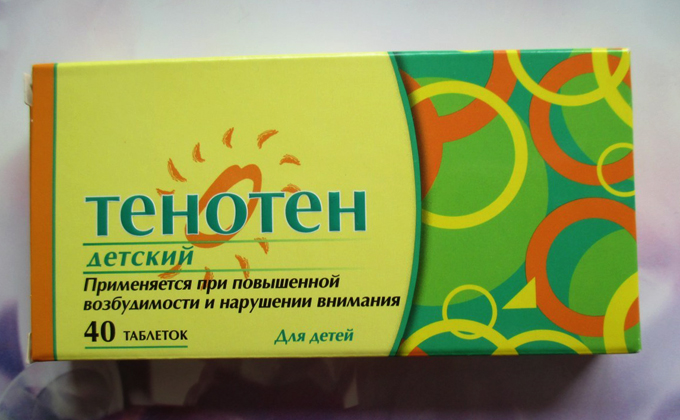 тенотен
детский
Применяется при повышенной
возбудимости и нарушении внимания
40 ТАБЛЕТОК
Для детей